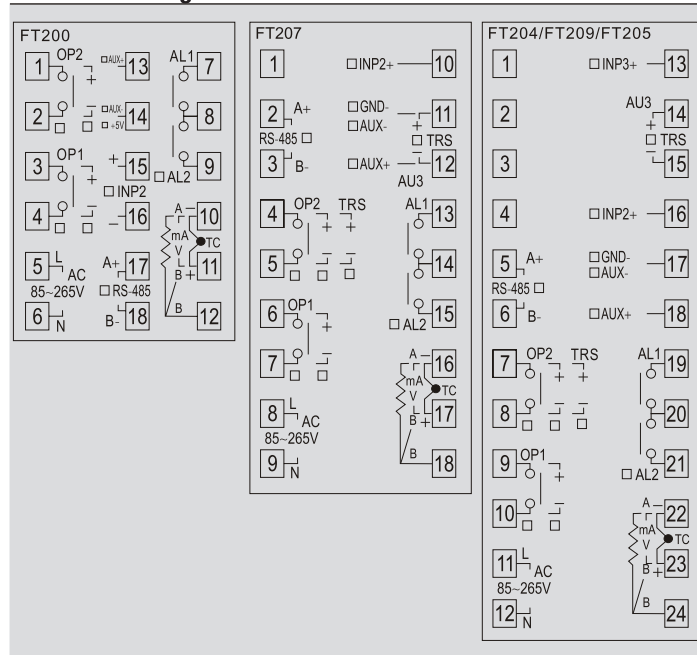 FT200
1 OP2 + □AUX+ 13 AL1 7
2 □ □ − □AUX- □+5V 14 8
3 OP1 + + 15 □AL2 9
□INP2
4 □ □ − − 16 A − 10
mA V TC
5 L AC A+ 17 B + 11
85~265V □RS-485
6 N B- 18 B 12
FT207
1 □INP2+ 10
2 A+ □GND- □AUX- 11
RS-485 □ + □TRS −
3 B- □AUX+ 12
AU3
4 OP2 + TRS + AL1 13
5 □ − □ − □ 14
6 OP1 + □AL2 15
7 □ − □ A − 16
mA V TC
8 L AC B + 17
85~265V
9 N B 18
FT204/FT209/FT205
1 □INP3+ 13
2 AU3 + 14
□TRS
3 − 15
4 □INP2+ 16
5 A+ □GND- □AUX- 17
RS-485 □
6 B- □AUX+ 18
7 OP2 + TRS + AL1 19
8 □ − □ − □ 20
9 OP1 + □AL2 21
10 □ − □ A − 22
mA V TC
11 L AC B + 23
85~265V
12 N B 24